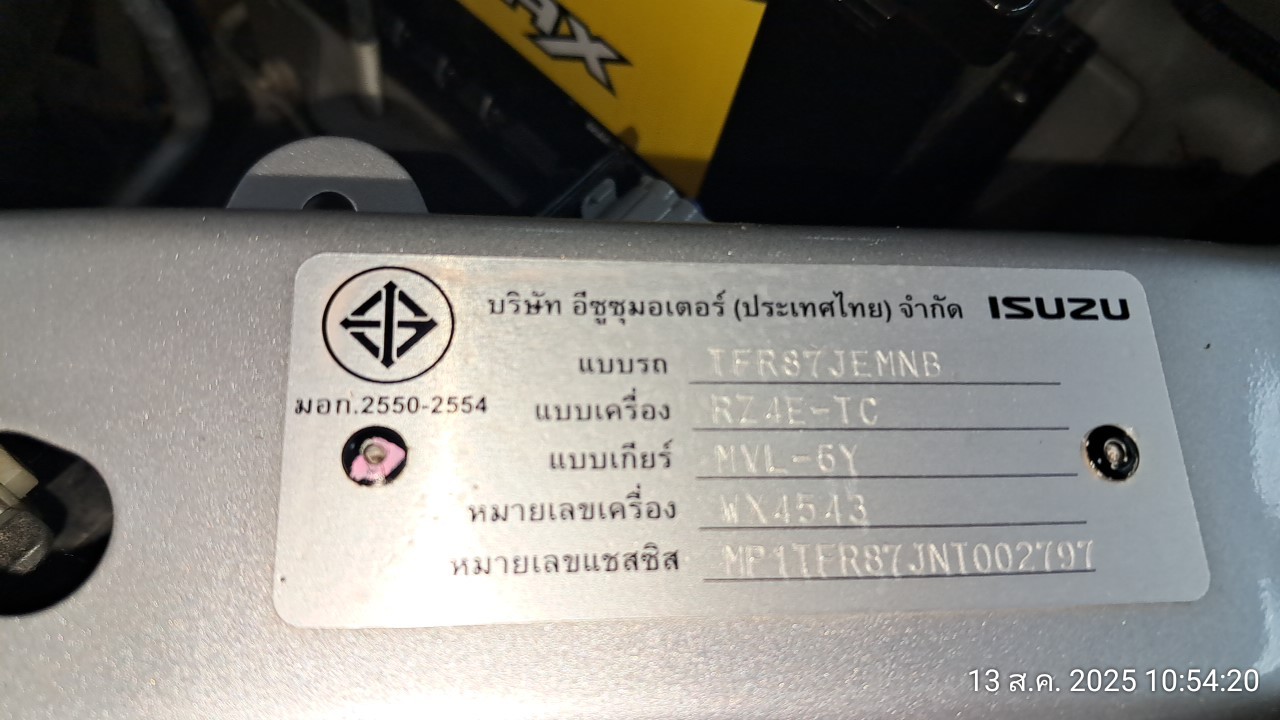 MAX
บริษัท อีซูซุมอเตอร์ (ประเทศไทย) จำกัด ISUZU
มอก.2550-2554
แบบรถ TFR87JEMNB
แบบเครื่อง RZ4E-TC
แบบเกียร์ MVL-6Y
หมายเลขเครื่อง WX4543
หมายเลขแชสซิส MP1TFR87JNT002797
13 ส.ค. 2025 10:54:20